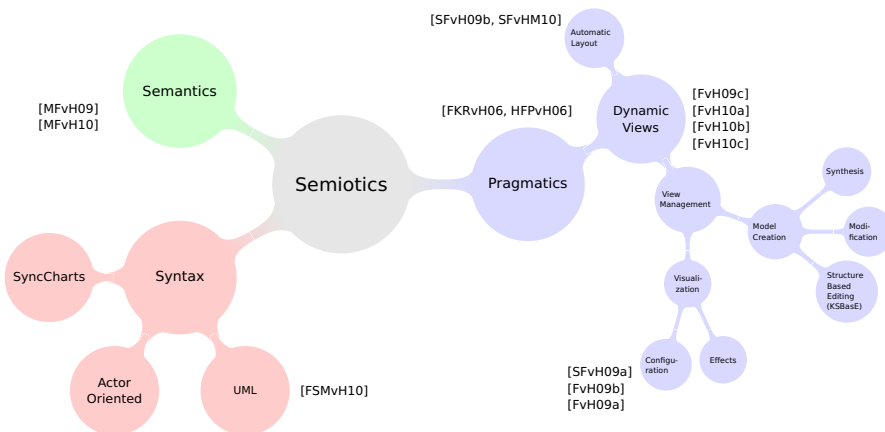 [SFvH09b, SFvHM10]
Automatic
Layout
Semantics
[MFvH09]
[MFvH10]
[FKRvH06, HFPvH06]
Dynamic
Views
[FvH09c]
[FvH10a]
[FvH10b]
[FvH10c]
Semiotics
Pragmatics
View
Management
Synthesis
Model
Creation
Modi-
fication
Structure
Based
Editing
(KSBasE)
SyncCharts
Syntax
Visuali-
zation
Actor
Oriented
UML
[FSMvH10]
[SFvH09a]
[FvH09b]
[FvH09a]
Configu-
ration
Effects